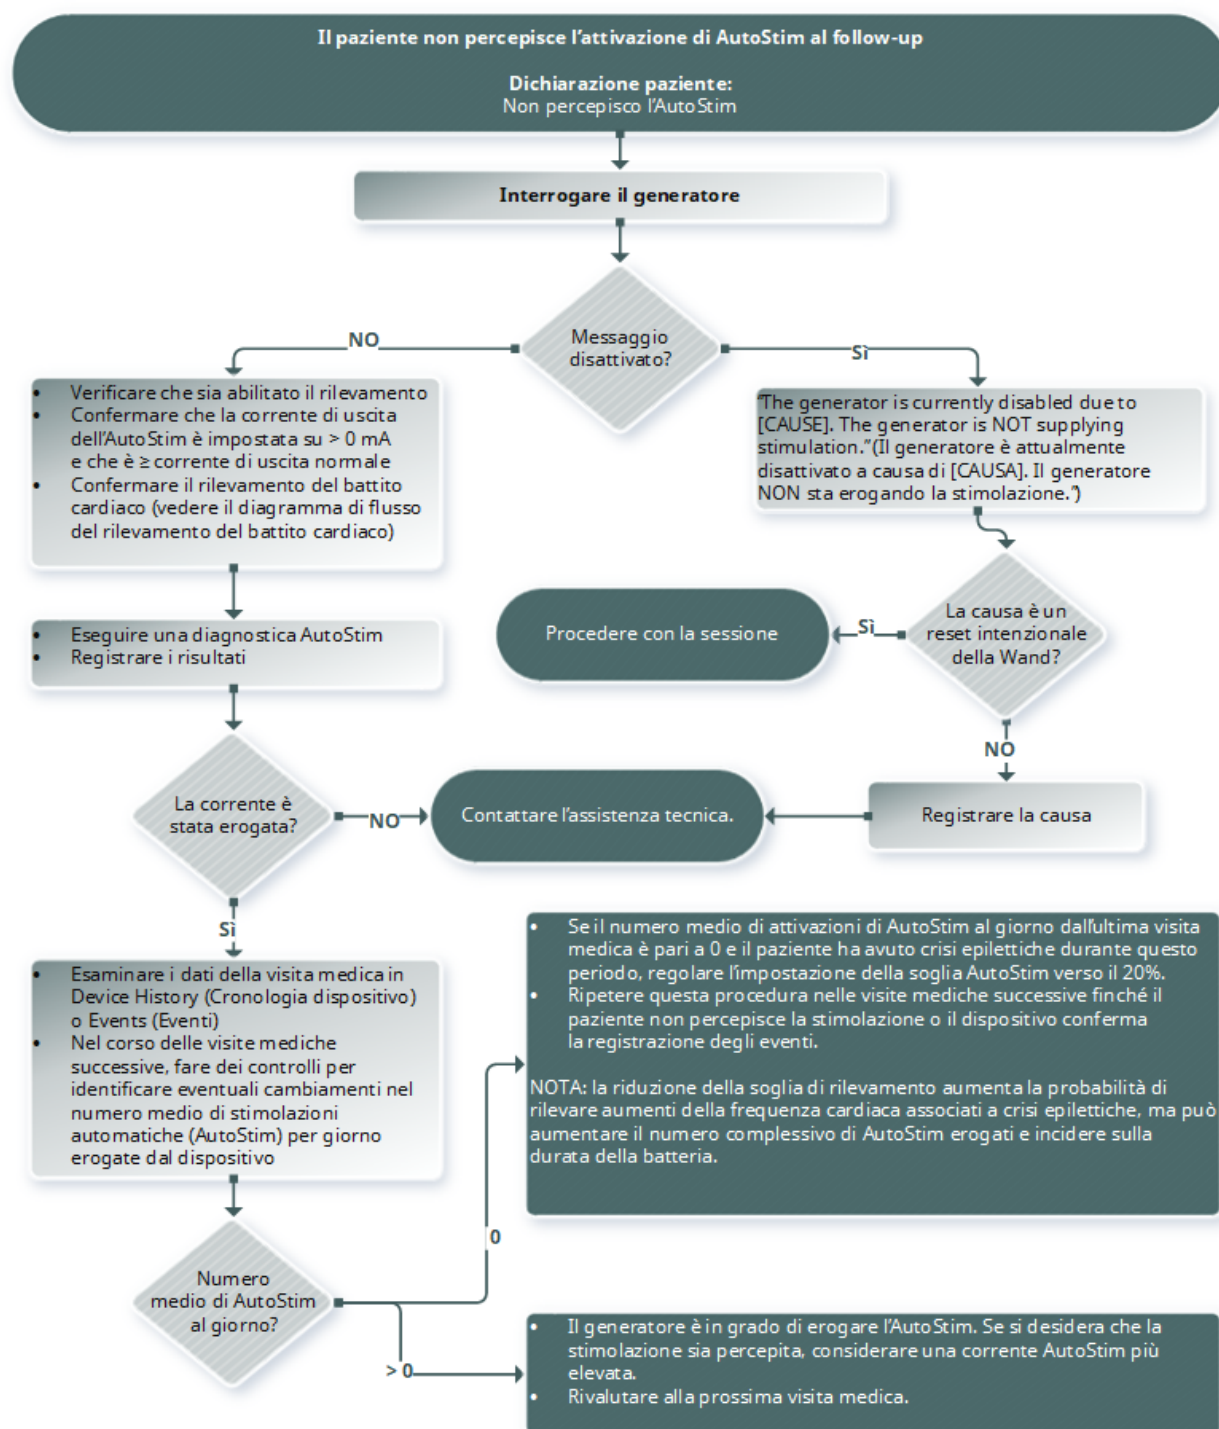 Il paziente non percepisce l’attivazione di AutoStim al follow-up
Dichiarazione paziente:
Non percepisco l’AutoStim
Interrogare il generatore
Messaggio
disattivato?
NO
Sì
• Verificare che sia abilitato il rilevamento
• Confermare che la corrente di uscita
dell’AutoStim è impostata su > 0 mA
e che è ≥ corrente di uscita normale
• Confermare il rilevamento del battito
cardiaco (vedere il diagramma di flusso
del rilevamento del battito cardiaco)
“The generator is currently disabled due to
[CAUSE]. The generator is NOT supplying
stimulation.” (Il generatore è attualmente
disattivato a causa di [CAUSA]. Il generatore
NON sta erogando la stimolazione.”)
• Eseguire una diagnostica AutoStim
• Registrare i risultati
Procedere con la sessione
Sì
La causa è un
reset intenzionale
della Wand?
NO
La corrente è
stata erogata?
NO
Contattare l’assistenza tecnica.
Registrare la causa
Sì
• Esaminare i dati della visita medica in
Device History (Cronologia dispositivo)
o Events (Eventi)
• Nel corso delle visite mediche
successive, fare dei controlli per
identificare eventuali cambiamenti nel
numero medio di stimolazioni
automatiche (AutoStim) per giorno
erogate dal dispositivo
• Se il numero medio di attivazioni di AutoStim al giorno dall’ultima visita
medica è pari a 0 e il paziente ha avuto crisi epilettiche durante questo
periodo, regolare l’impostazione della soglia AutoStim verso il 20%.
• Ripetere questa procedura nelle visite mediche successive finché il
paziente non percepisce la stimolazione o il dispositivo conferma
la registrazione degli eventi.
NOTA: la riduzione della soglia di rilevamento aumenta la probabilità di
rilevare aumenti della frequenza cardiaca associati a crisi epilettiche, ma può
aumentare il numero complessivo di AutoStim erogati e incidere sulla
durata della batteria.
0
Numero
medio di AutoStim
al giorno?
> 0
• Il generatore è in grado di erogare l’AutoStim. Se si desidera che la
stimolazione sia percepita, considerare una corrente AutoStim più
elevata.
• Rivalutare alla prossima visita medica.